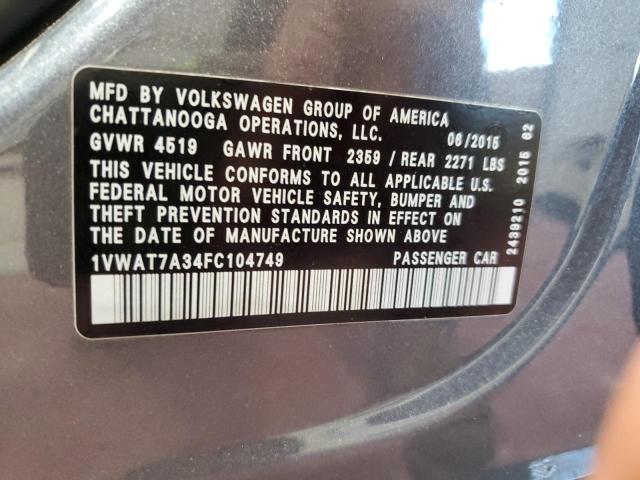 MFD BY VOLKSWAGEN GROUP OF AMERICA
CHATTANOOGA OPERATIONS, LLC. 06/2015
GVWR 4519 GAWR FRONT 2359 / REAR 2271 LBS
THIS VEHICLE CONFORMS TO ALL APPLICABLE U.S.
FEDERAL MOTOR VEHICLE SAFETY, BUMPER AND
THEFT PREVENTION STANDARDS IN EFFECT ON
THE DATE OF MANUFACTURE SHOWN ABOVE
1VWAT7A34FC104749 PASSENGER CAR
2439210 2015 62